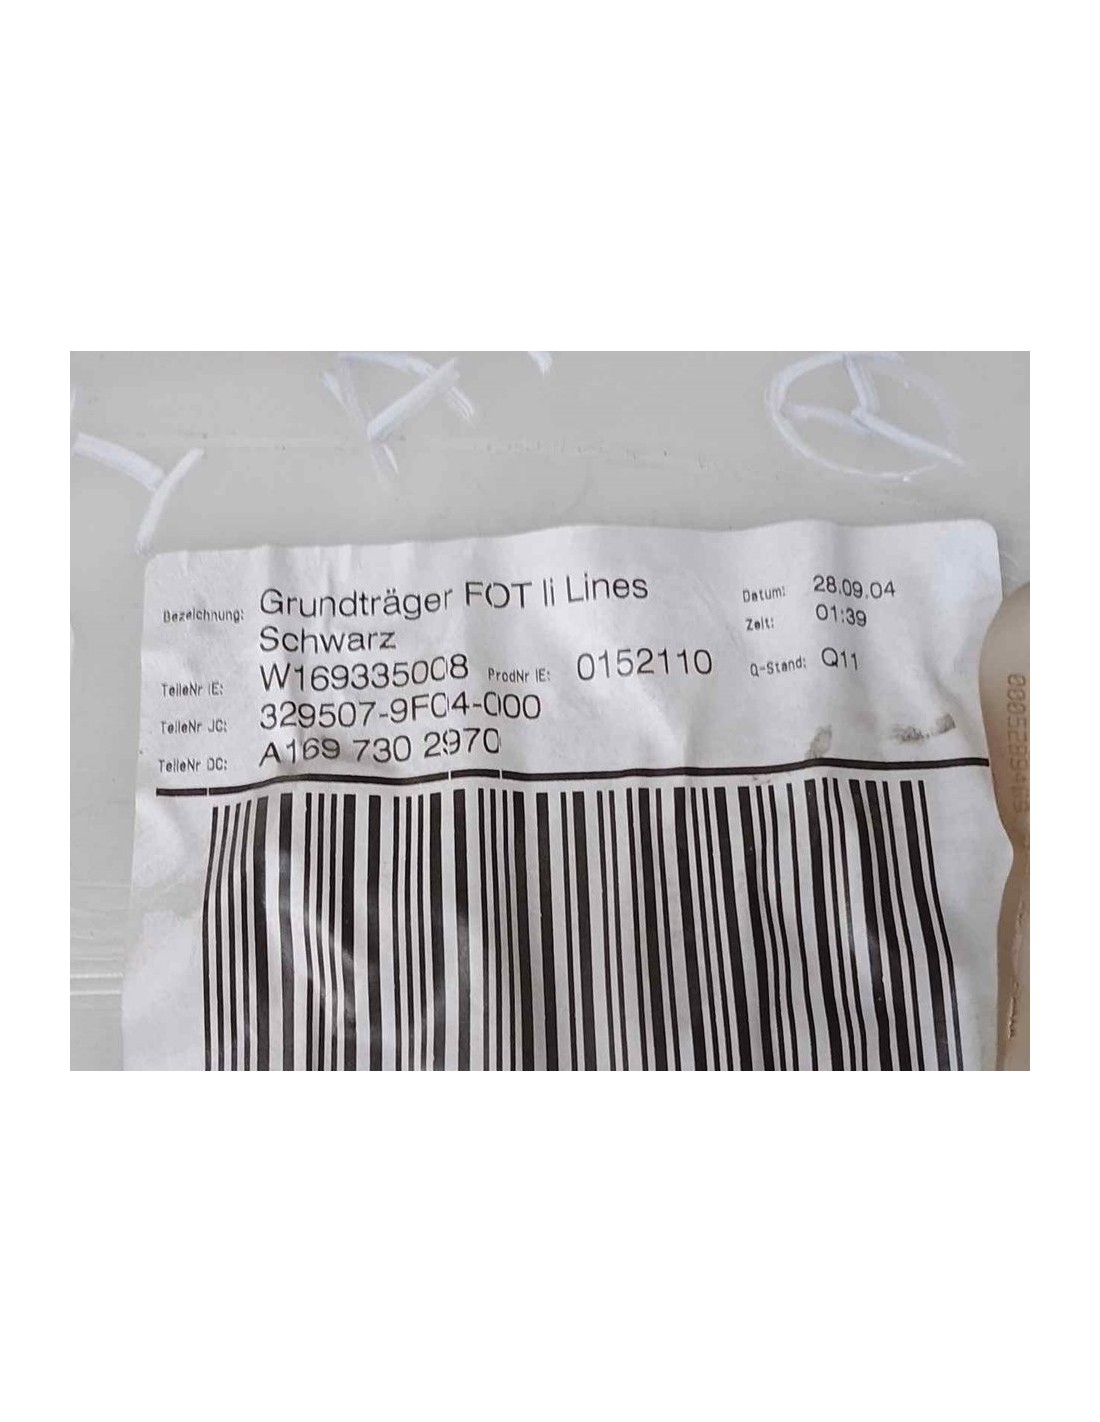 YA
Bezeichnung: Grundträger FOT li Lines
Schwarz
TeileNr IE: W169335008 ProdNr IE: 0152110
TeileNr JC: 329507-9F04-000
TeileNr DC: A169 730 2970
Datum: 28.09.04
Zeit: 01:39
Q-Stand: Q11